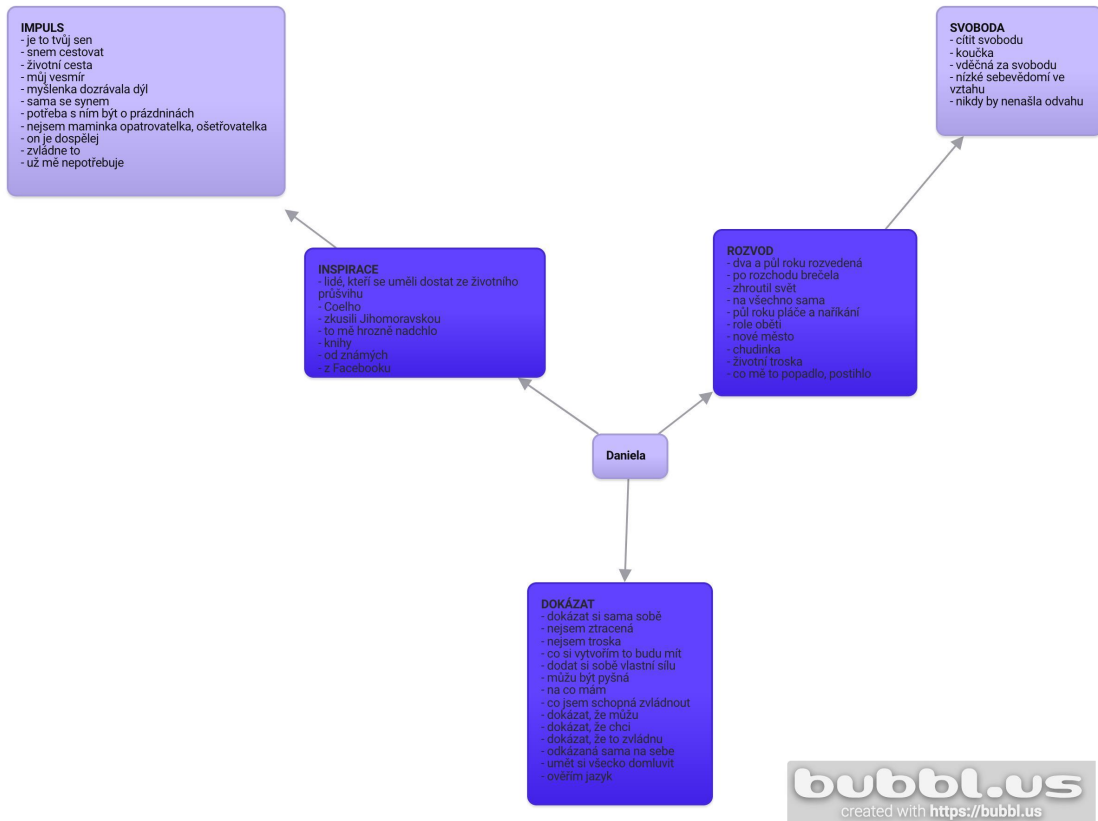 IMPULS
- je to tvůj sen
- snem cestovat
- životní cesta
- můj vesmír
- myšlenka dozrávala dýl
- sama se synem
- potřeba s ním být o prázdninách
- nejsem maminka opatrovatelka, ošetřovatelka
- on je dospělej
- zvládne to
- už mě nepotřebuje
SVOBODA
- cítit svobodu
- koučka
- vděčná za svobodu
- nízké sebevědomí ve
vztahu
- nikdy by nenašla odvahu
INSPIRACE
- lidé, kteří se uměli dostat ze životního
průšvihu
- Coelho
- zkusili Jihomoravskou
- to mě hrozně nadchlo
- knihy
- od známých
- z Facebooku
ROZVOD
- dva a půl roku rozvedená
- po rozchodu brečela
- zhroutil svět
- na všechno sama
- půl roku pláče a naříkání
- role oběti
- nové město
- chudinka
- životní troska
- co mě to popadlo, postihlo
Daniela
DOKÁZAT
- dokázat si sama sobě
- nejsem ztracená
- nejsem troska
- co si vytvořím to budu mít
- dodat si sobě vlastní sílu
- můžu být pyšná
- na co mám
- co jsem schopná zvládnout
- dokázat, že můžu
- dokázat, že chci
- dokázat, že to zvládnu
- odkázaná sama na sebe
- umět si všecko domluvit
- ověřím jazyk
bubbl.us
created with https://bubbl.us